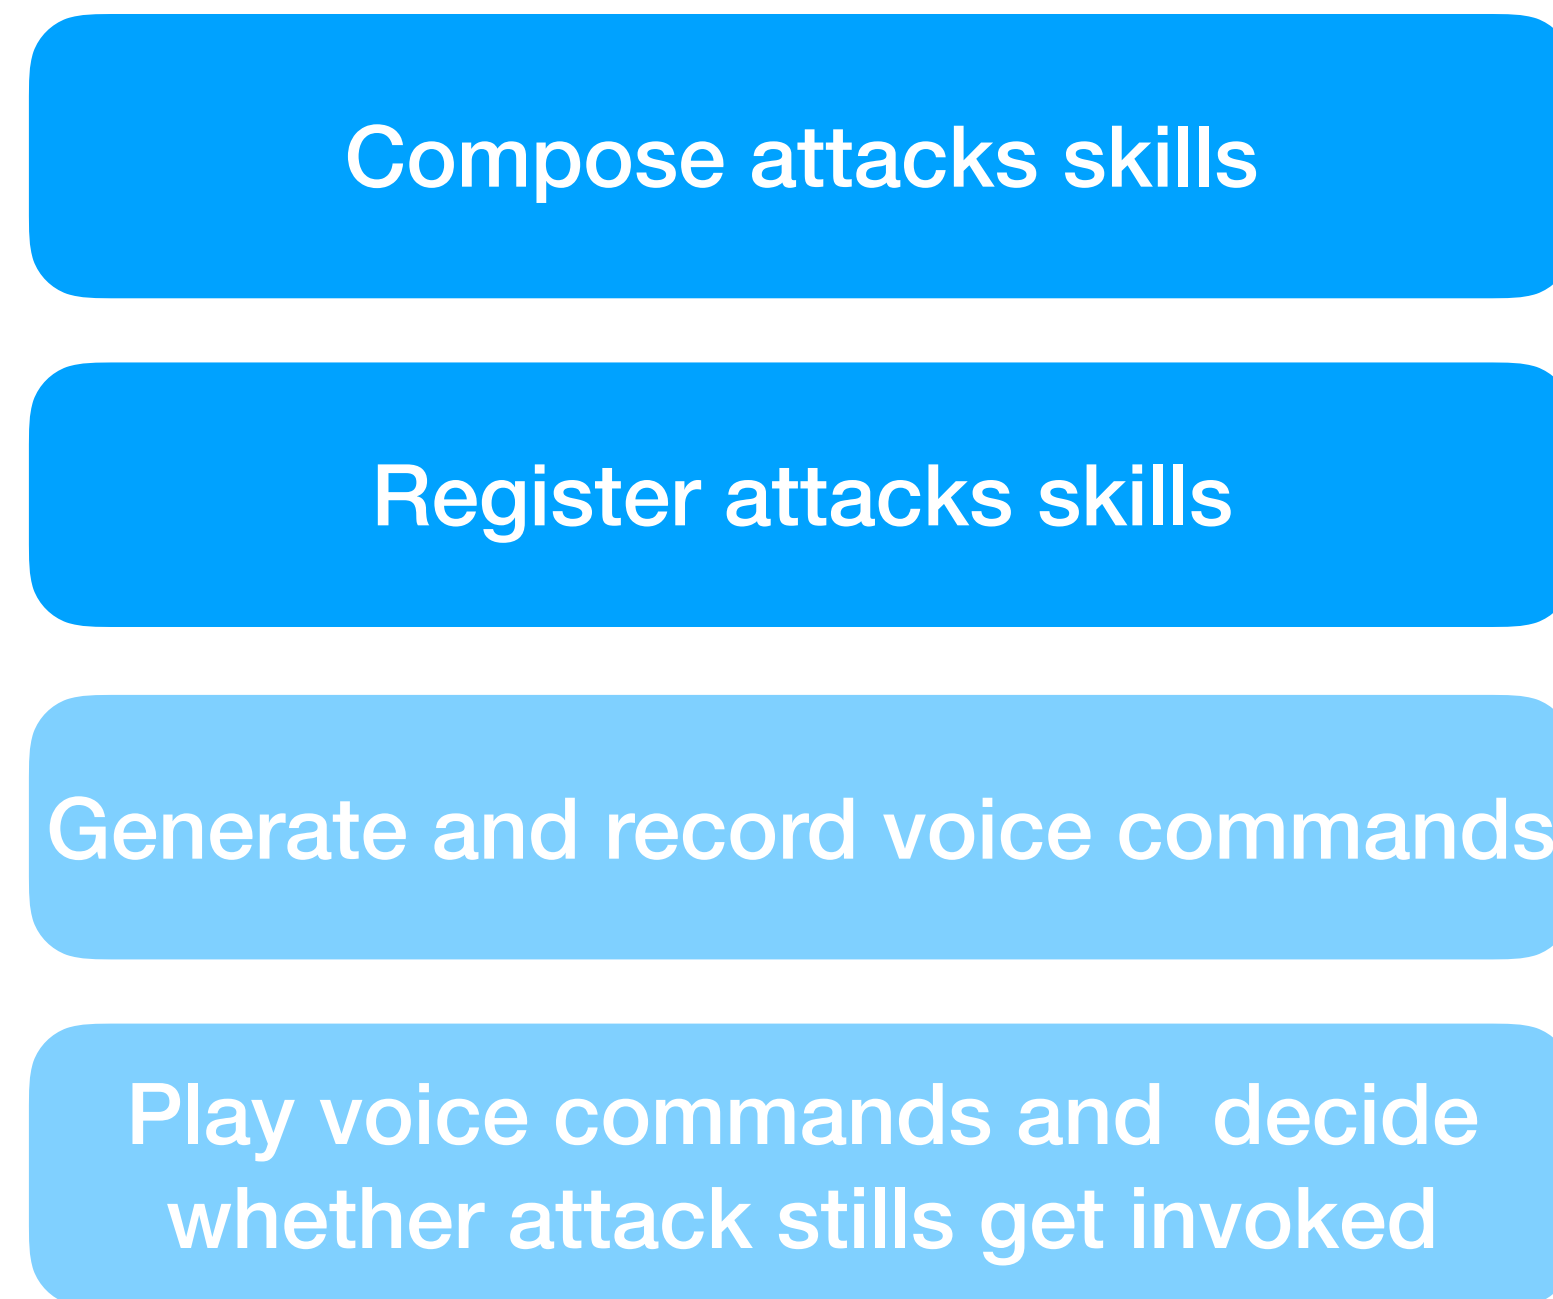 Compose attacks skills
Register attacks skills
Generate and record voice commands
Play voice commands and  decide
whether attack stills get invoked